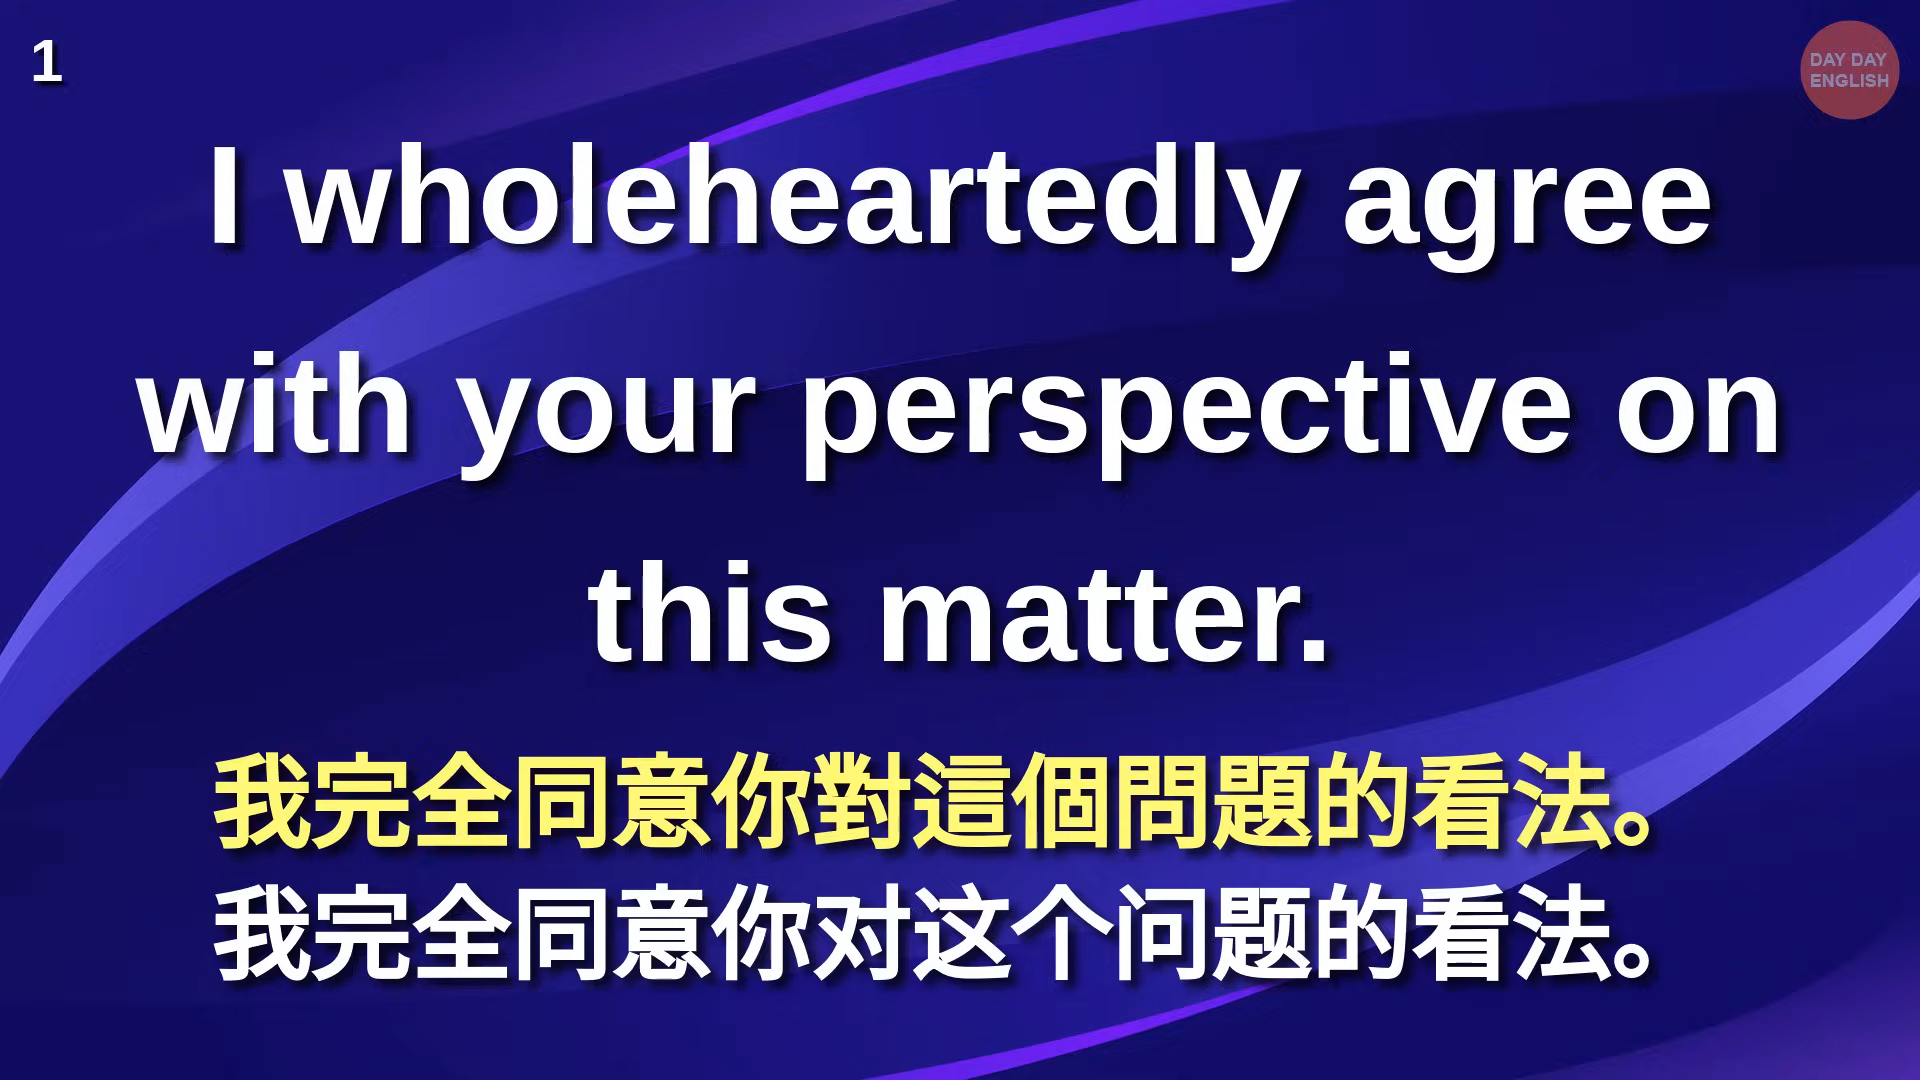 1
DAY DAY
ENGLISH
I wholeheartedly agree
with your perspective on
this matter.
我完全同意你對這個問題的看法。
我完全同意你对这个问题的看法。